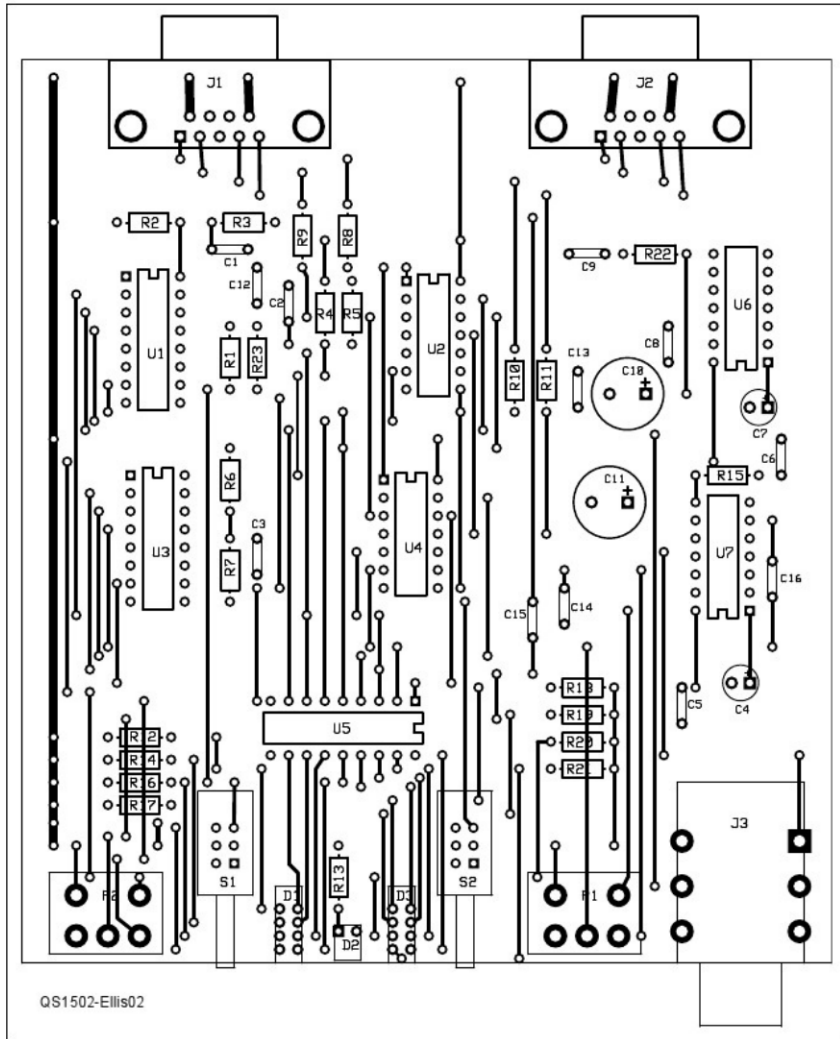 J1
J2
R2
R3
R9
R8
C1
C9
R22
C12
C2
R4
R5
U1
U2
U6
R1
R23
C8
C13
C10
+
R10
R11
C7
C6
R6
R15
C11
+
U3
C3
U4
U7
R7
C16
C15
C14
R18
C5
C4
R19
U5
R12
R20
R14
R21
R16
R17
J3
S1
R13
S2
D1
D3
P2
P1
D2
QS1502-Ellis02